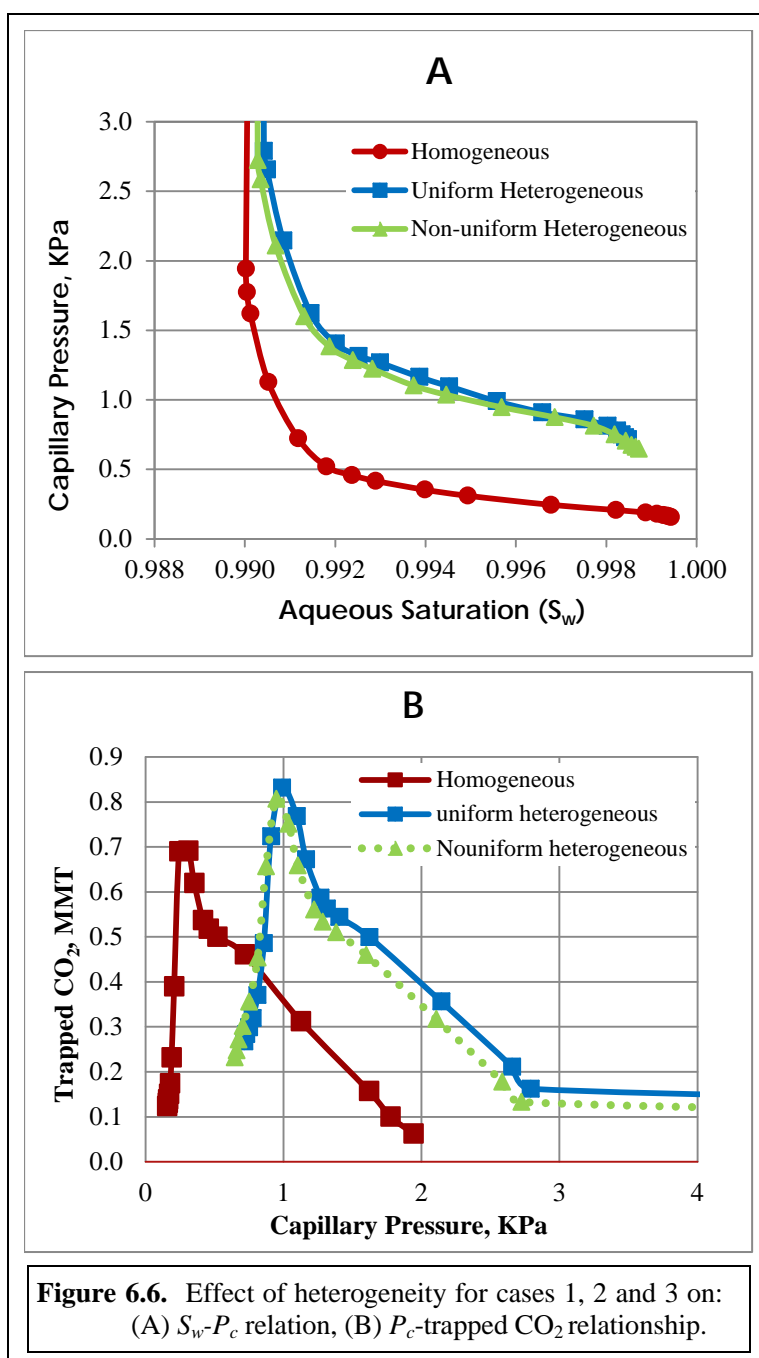 A
3.0
2.5
2.0
1.5
1.0
0.5
0.0
Capillary Pressure, KPa
Homogeneous
Uniform Heterogeneous
Non-uniform Heterogeneous
0.988 0.990 0.992 0.994 0.996 0.998 1.000
Aqueous Saturation (Sw)
B
0.9
0.8
0.7
0.6
0.5
0.4
0.3
0.2
0.1
0.0
Trapped CO2, MMT
Homogeneous
uniform heterogeneous
Nouniform heterogeneous
0 1 2 3 4
Capillary Pressure, KPa
Figure 6.6. Effect of heterogeneity for cases 1, 2 and 3 on:
(A) Sw-Pc relation, (B) Pc-trapped CO2 relationship.